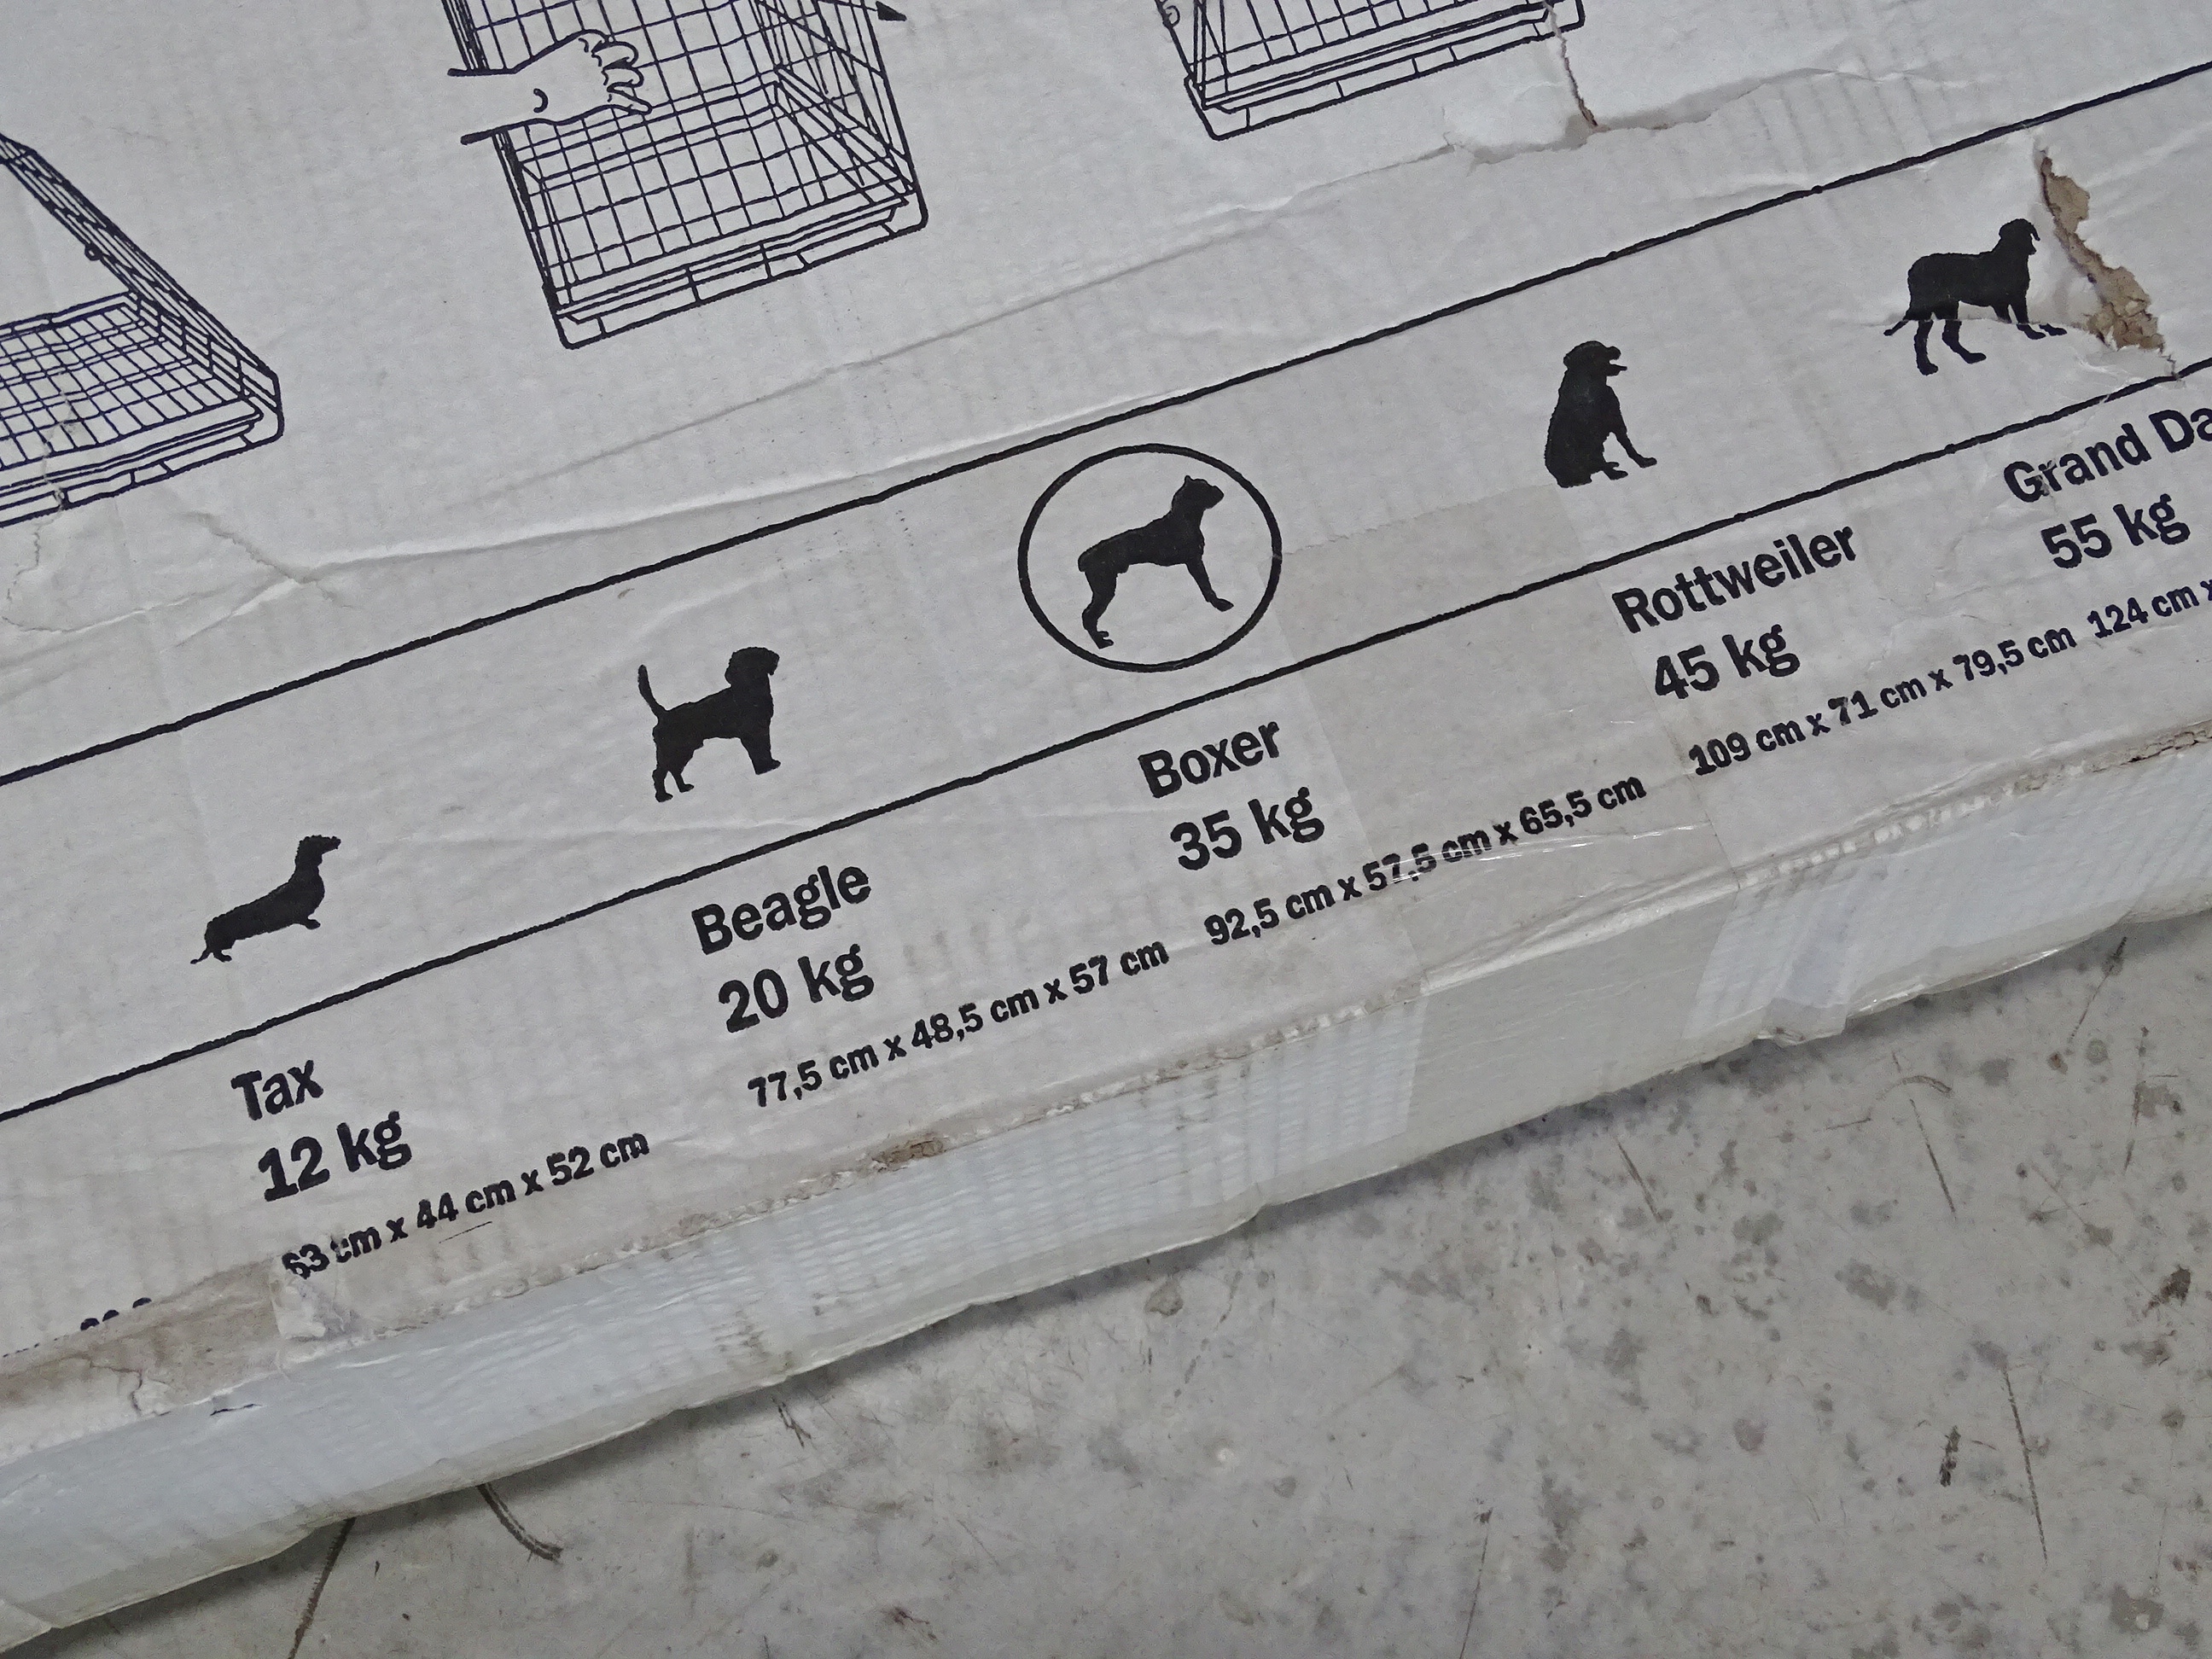 Tax
12 kg
63 cm x 44 cm x 52 cm
Beagle
20 kg
77,5 cm x 48,5 cm x 57 cm
Boxer
35 kg
92,5 cm x 57,5 cm x 65,5 cm
Rottweiler
45 kg
109 cm x 71 cm x 79,5 cm
Grand Da
55 kg
124 cm x